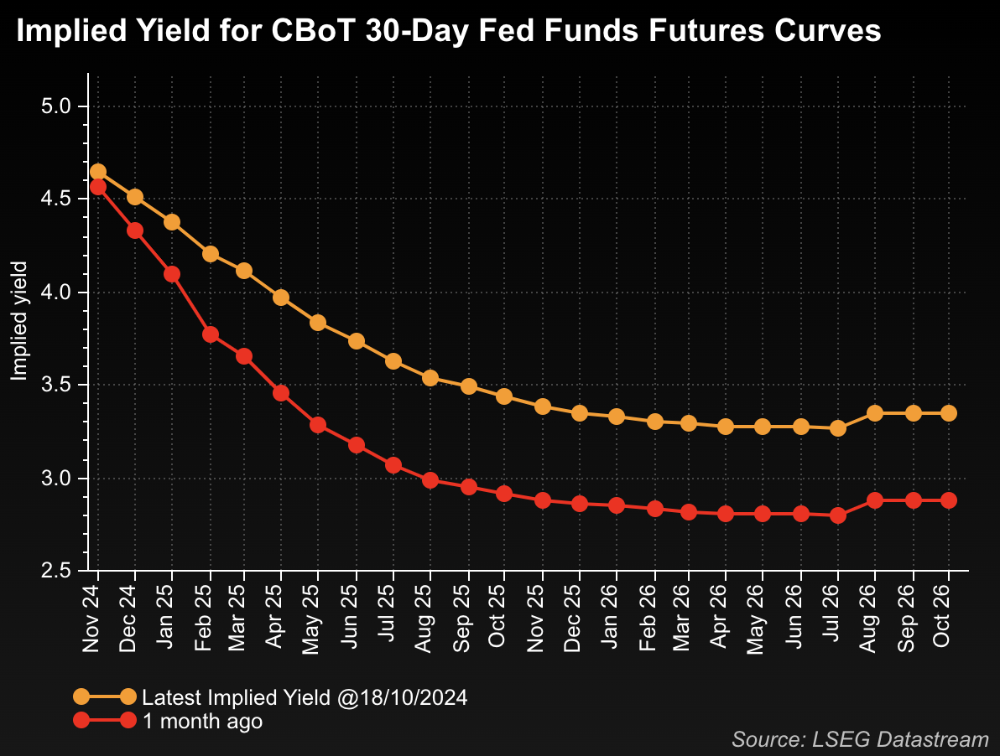 Implied Yield for CBoT 30-Day Fed Funds Futures Curves
Implied yield
5.0
4.5
4.0
3.5
3.0
2.5
Nov 24
Dec 24
Jan 25
Feb 25
Mar 25
Apr 25
May 25
Jun 25
Jul 25
Aug 25
Sep 25
Oct 25
Nov 25
Dec 25
Jan 26
Feb 26
Mar 26
Apr 26
May 26
Jun 26
Jul 26
Aug 26
Sep 26
Oct 26
Latest Implied Yield @18/10/2024
1 month ago
Source: LSEG Datastream